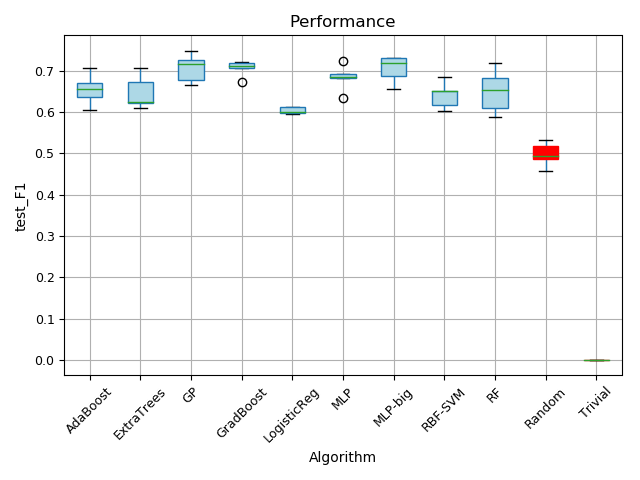 Performance
test_F1
0.7
0.6
0.5
0.4
0.3
0.2
0.1
0.0
AdaBoost
ExtraTrees
GP
GradBoost
LogisticReg
MLP
MLP-big
RBF-SVM
RF
Random
Trivial
Algorithm